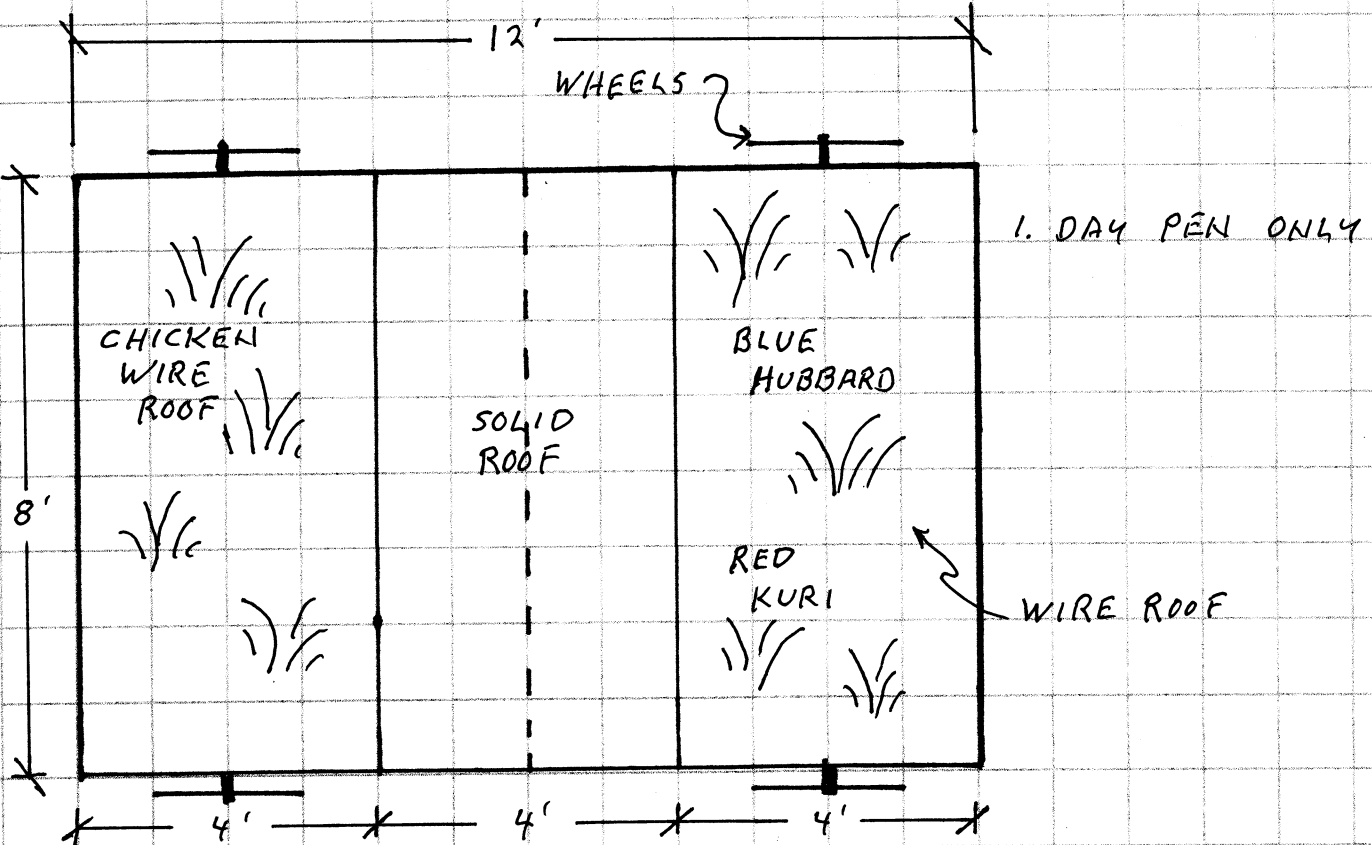 12'
WHEELS
1. DAY PEN ONLY
CHICKEN
WIRE
ROOF
BLUE
HUBBARD
SOLID
ROOF
8'
RED
KURI
WIRE ROOF
4'
4'
4'